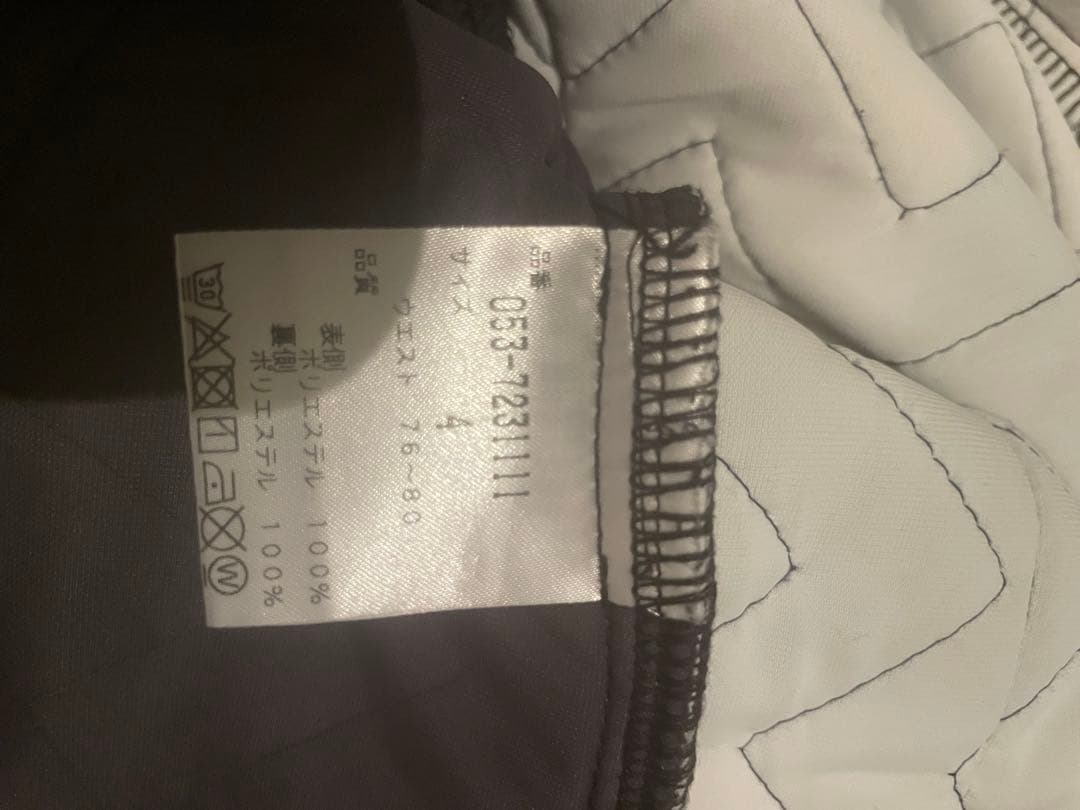 品番
053-7231111
サイズ
4
ウエスト 76~80
品質
表側
ポリエステル 100%
裏側
ポリエステル 100%
30
W